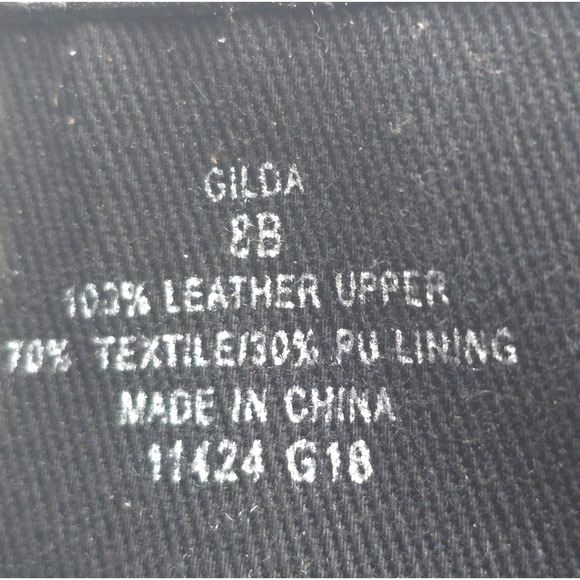 GILDA
8B
100% LEATHER UPPER
70% TEXTILE/30% PU LINING
MADE IN CHINA
11424 G18